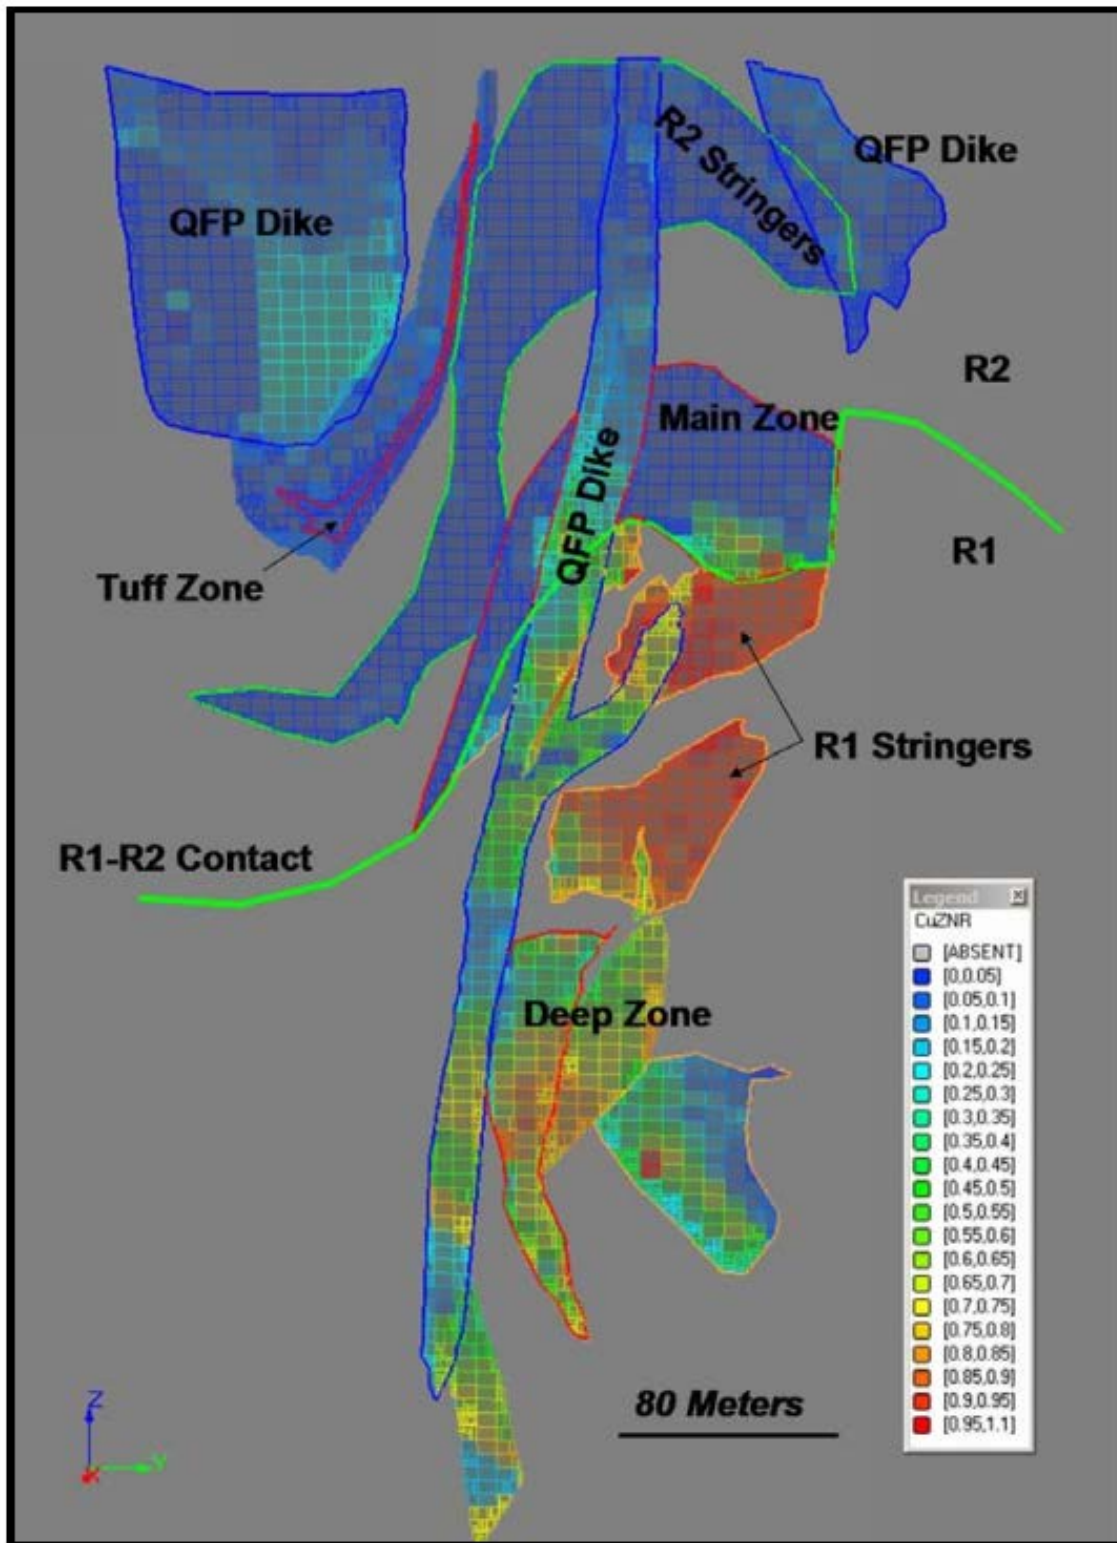 R2 Stringers
QFP Dike
QFP Dike
R2
Main Zone
QFP Dike
R1
Tuff Zone
R1 Stringers
R1-R2 Contact
Deep Zone
80 Meters
Z
Y
X
Legend
CuZNR
[ABSENT]
[0,0.05]
[0.05,0.1]
[0.1,0.15]
[0.15,0.2]
[0.2,0.25]
[0.25,0.3]
[0.3,0.35]
[0.35,0.4]
[0.4,0.45]
[0.45,0.5]
[0.5,0.55]
[0.55,0.6]
[0.6,0.65]
[0.65,0.7]
[0.7,0.75]
[0.75,0.8]
[0.8,0.85]
[0.85,0.9]
[0.9,0.95]
[0.95,1.1]